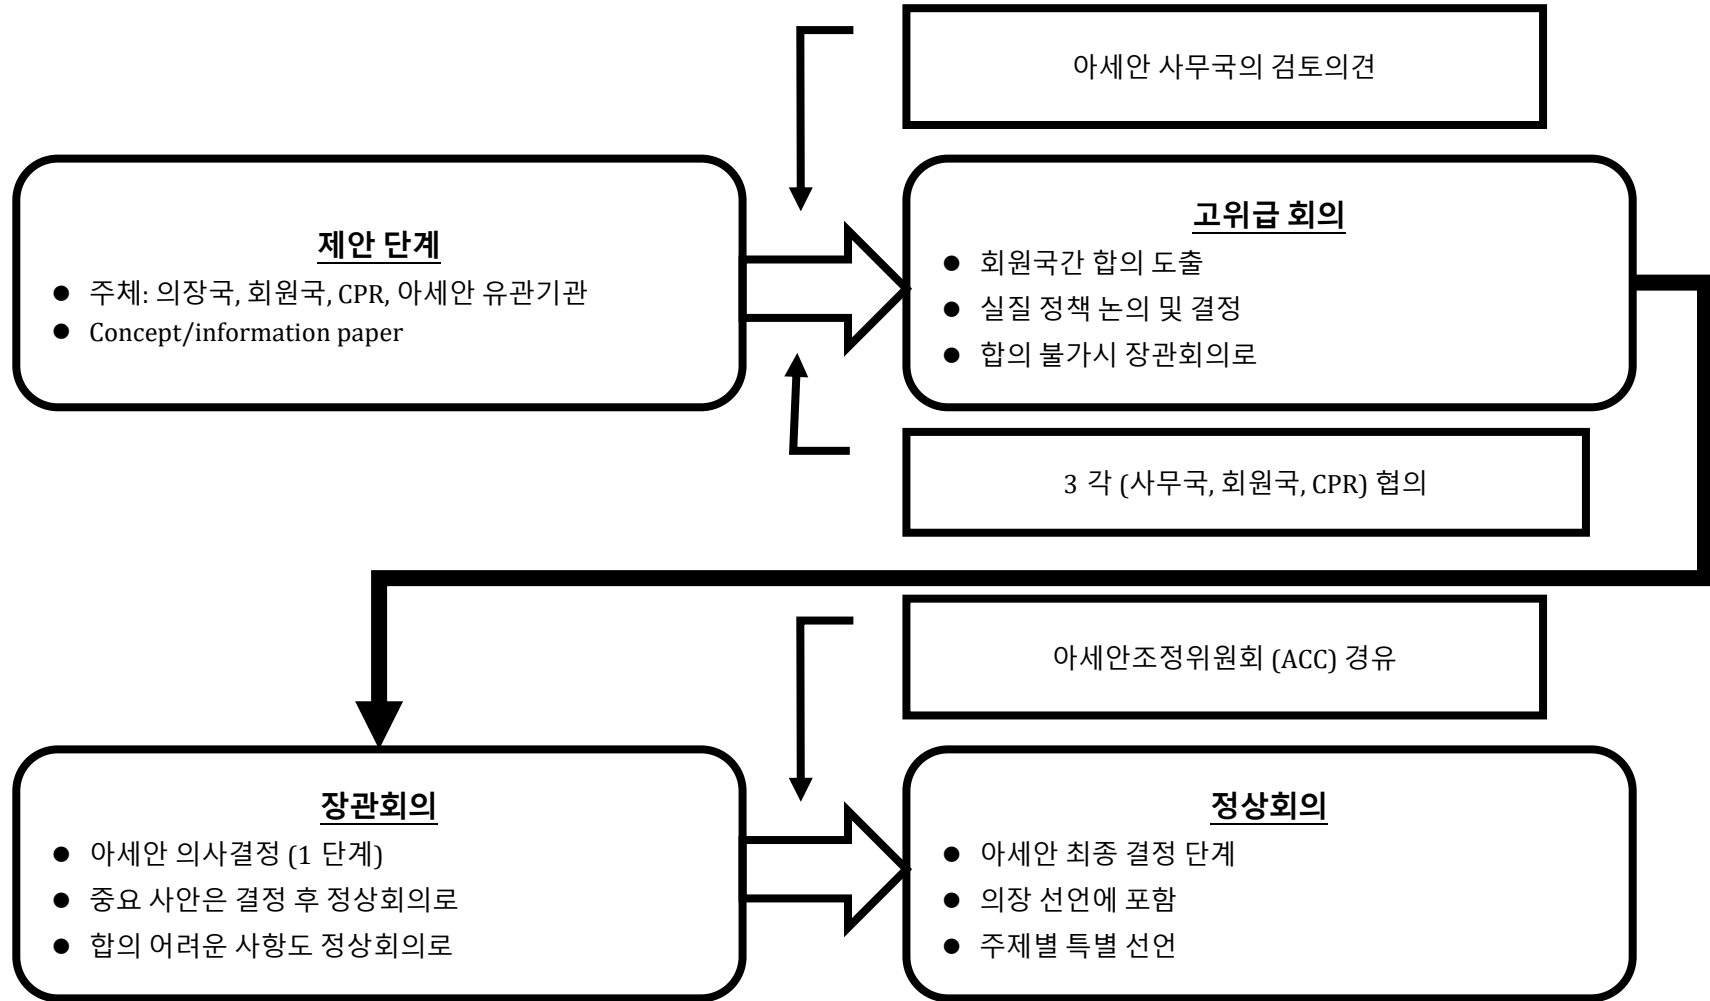 아세안 사무국의 검토의견
제안 단계
● 주체: 의장국, 회원국, CPR, 아세안 유관기관
● Concept/information paper
고위급 회의
● 회원국간 합의 도출
● 실질 정책 논의 및 결정
● 합의 불가시 장관회의로
3 각 (사무국, 회원국, CPR) 협의
아세안조정위원회 (ACC) 경유
장관회의
● 아세안 의사결정 (1 단계)
● 중요 사안은 결정 후 정상회의로
● 합의 어려운 사항도 정상회의로
정상회의
● 아세안 최종 결정 단계
● 의장 선언에 포함
● 주제별 특별 선언